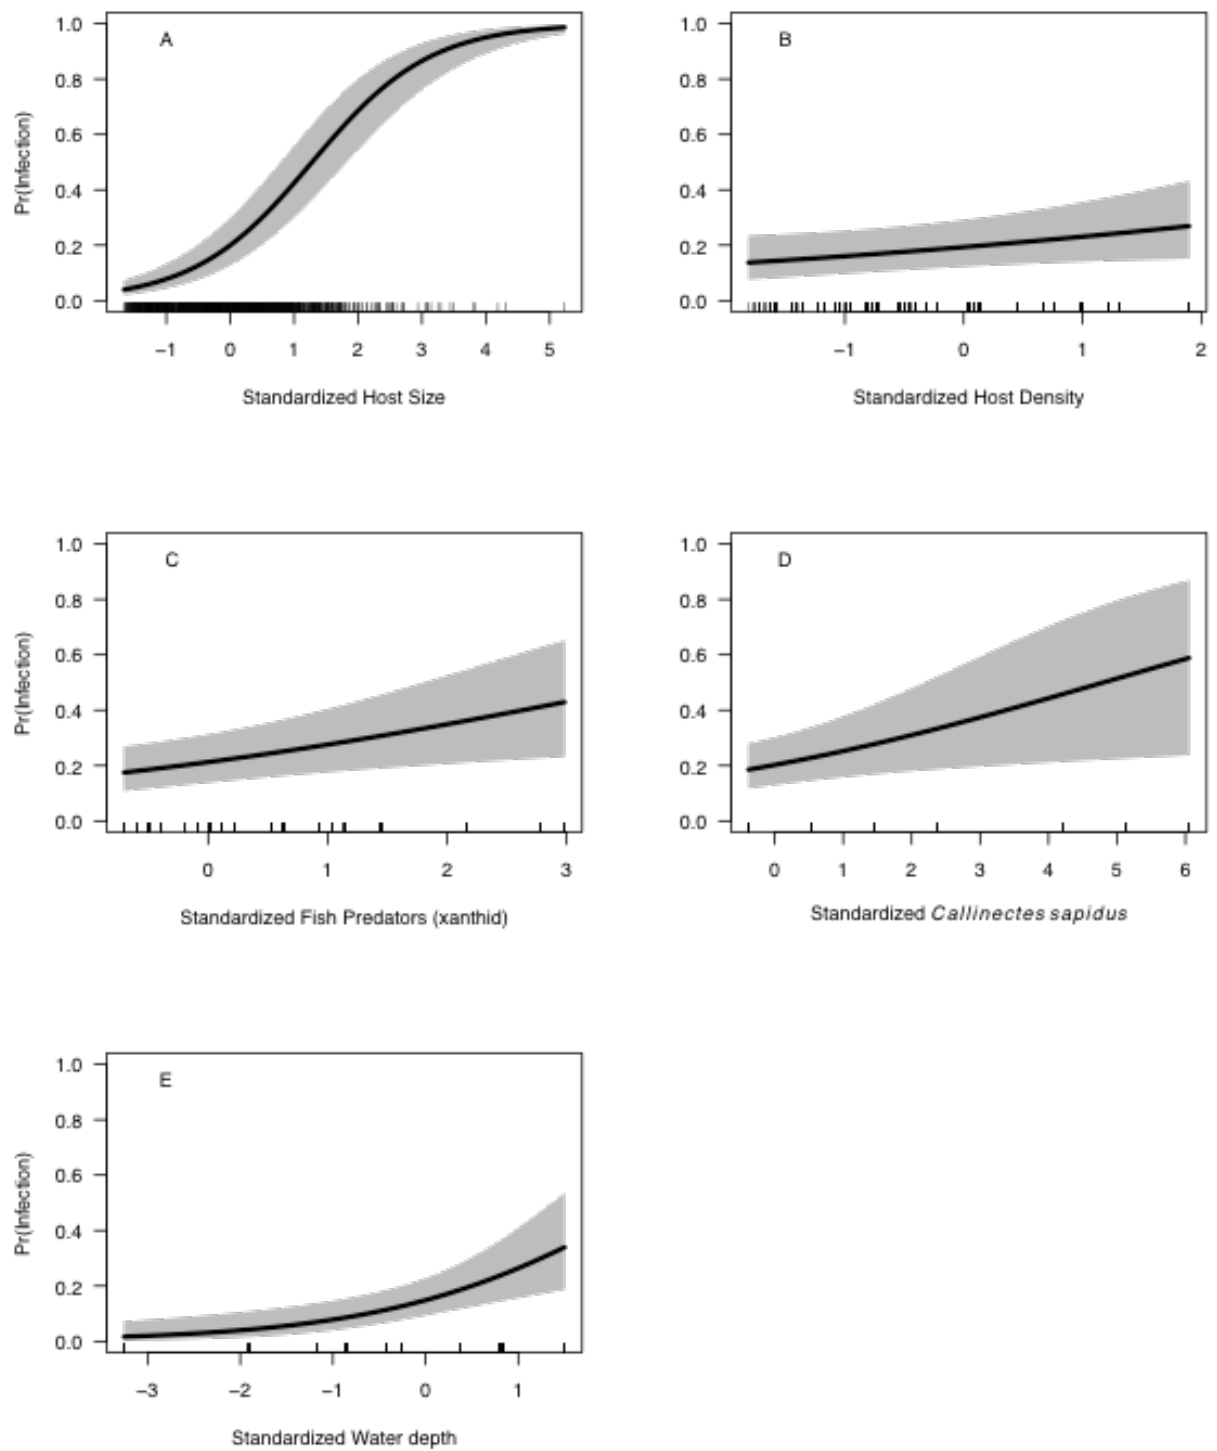 A
1.0
0.8
0.6
0.4
0.2
0.0
Pr(Infection)
−1 0 1 2 3 4 5
Standardized Host Size
B
1.0
0.8
0.6
0.4
0.2
0.0
−1 0 1 2
Standardized Host Density
C
1.0
0.8
0.6
0.4
0.2
0.0
Pr(Infection)
0 1 2 3
Standardized Fish Predators (xanthid)
D
1.0
0.8
0.6
0.4
0.2
0.0
0 1 2 3 4 5 6
Standardized Callinectes sapidus
E
1.0
0.8
0.6
0.4
0.2
0.0
Pr(Infection)
−3 −2 −1 0 1
Standardized Water depth